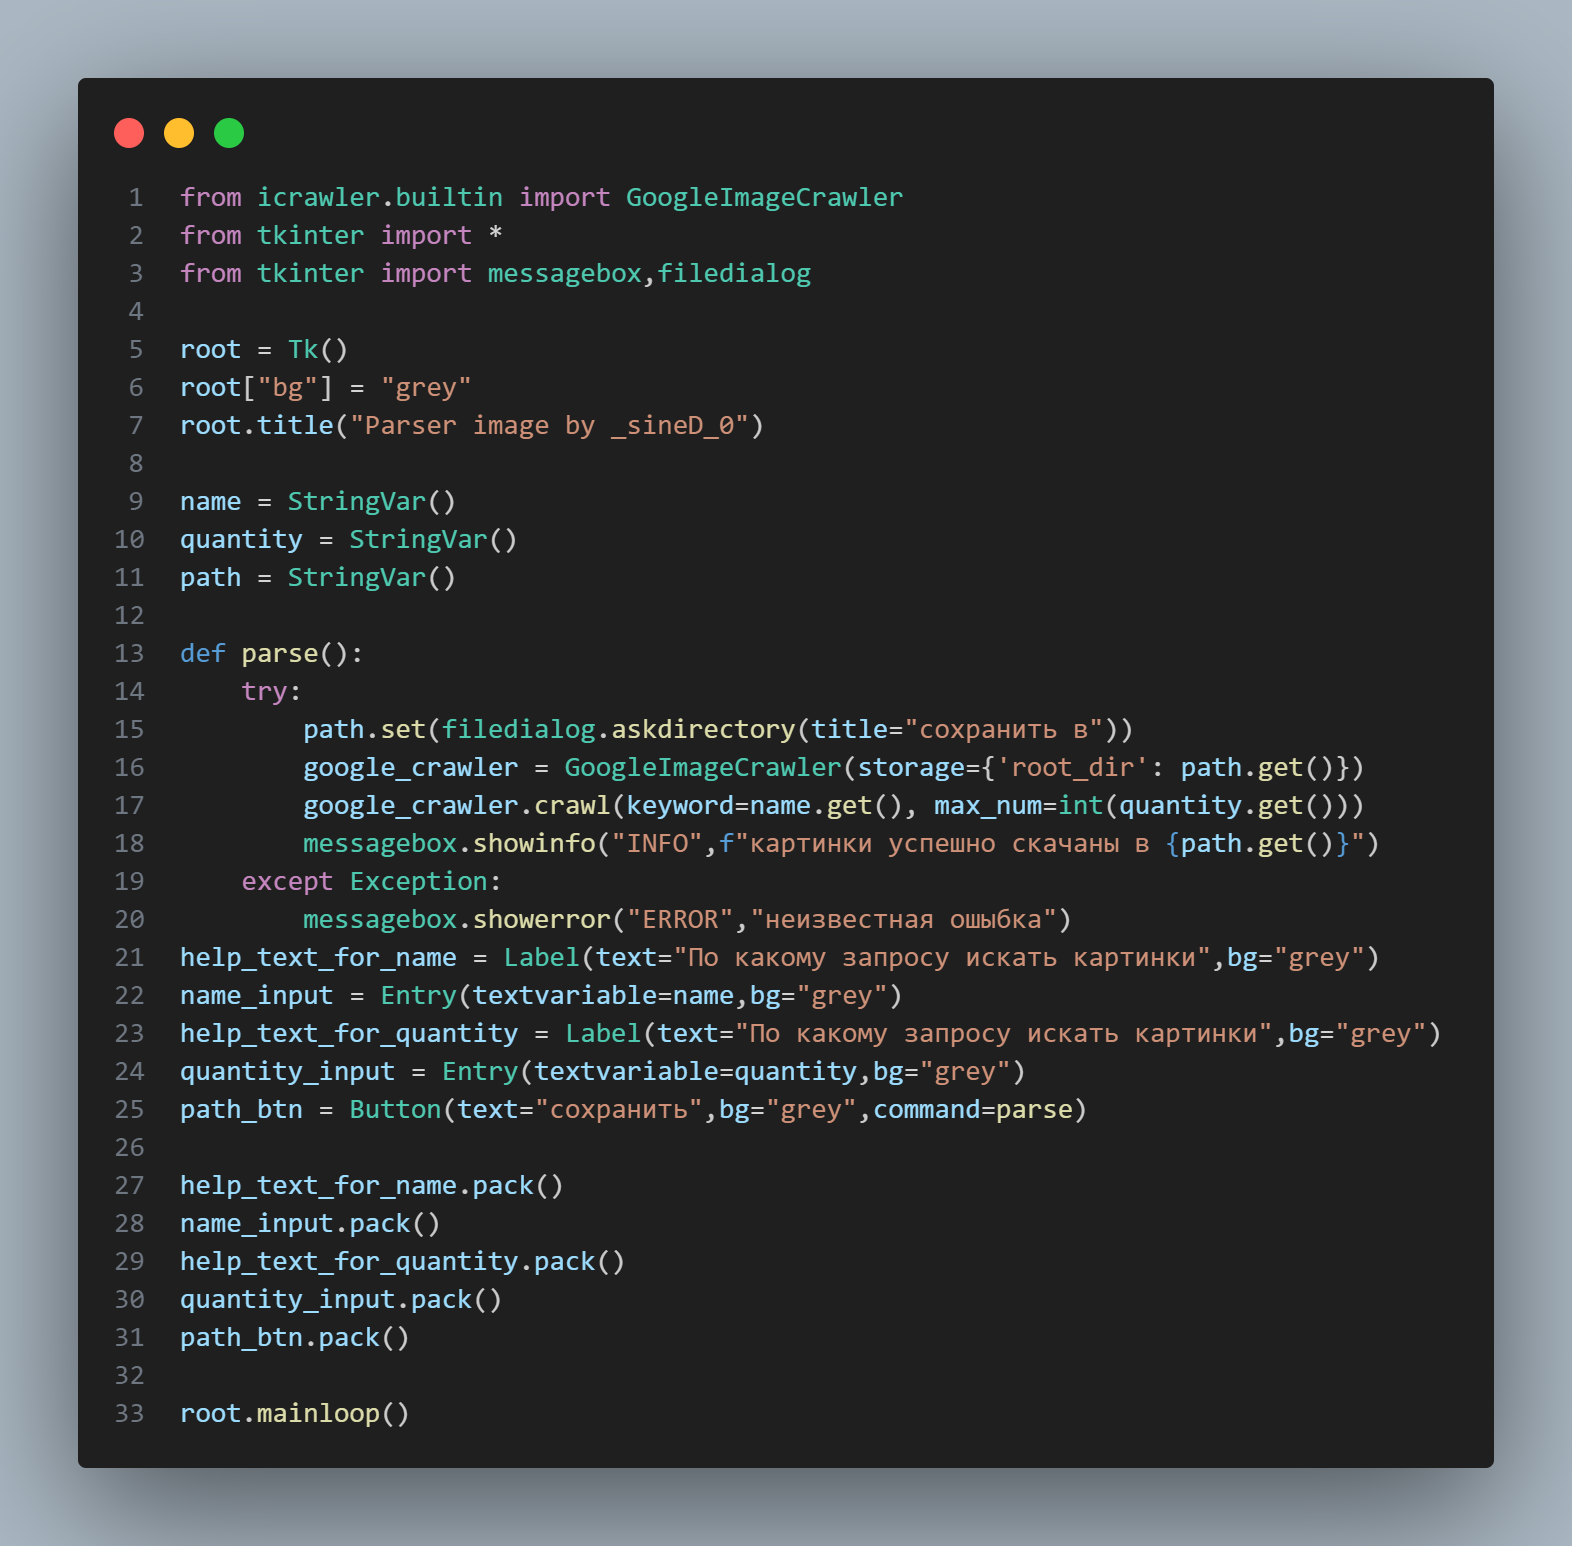 1 from icrawler.builtin import GoogleImageCrawler
2 from tkinter import *
3 from tkinter import messagebox,filedialog
4
5 root = Tk()
6 root["bg"] = "grey"
7 root.title("Parser image by _sineD_0")
8
9 name = StringVar()
10 quantity = StringVar()
11 path = StringVar()
12
13 def parse():
14     try:
15         path.set(filedialog.askdirectory(title="сохранить в"))
16         google_crawler = GoogleImageCrawler(storage={'root_dir': path.get()})
17         google_crawler.crawl(keyword=name.get(), max_num=int(quantity.get()))
18         messagebox.showinfo("INFO",f"картинки успешно скачаны в {path.get()}")
19     except Exception:
20         messagebox.showerror("ERROR","неизвестная ошыбка")
21 help_text_for_name = Label(text="По какому запросу искать картинки",bg="grey")
22 name_input = Entry(textvariable=name,bg="grey")
23 help_text_for_quantity = Label(text="По какому запросу искать картинки",bg="grey")
24 quantity_input = Entry(textvariable=quantity,bg="grey")
25 path_btn = Button(text="сохранить",bg="grey",command=parse)
26
27 help_text_for_name.pack()
28 name_input.pack()
29 help_text_for_quantity.pack()
30 quantity_input.pack()
31 path_btn.pack()
32
33 root.mainloop()